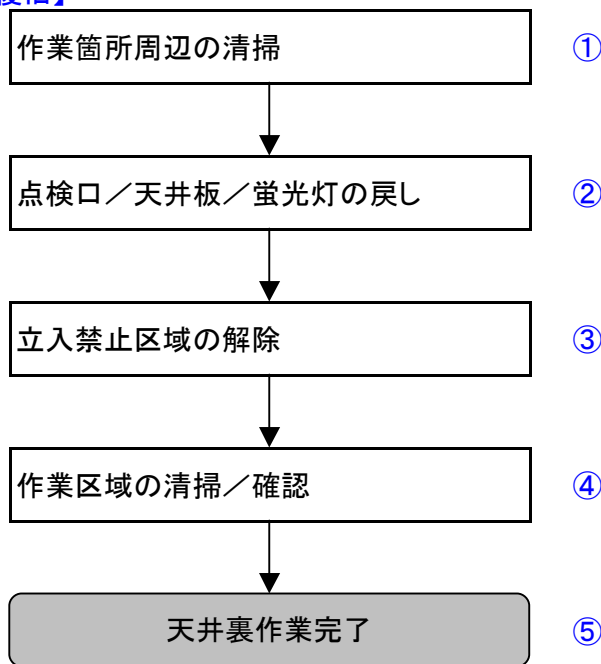 作業箇所周辺の清掃 ①
点検口／天井板／蛍光灯の戻し ②
立入禁止区域の解除 ③
作業区域の清掃／確認 ④
天井裏作業完了 ⑤